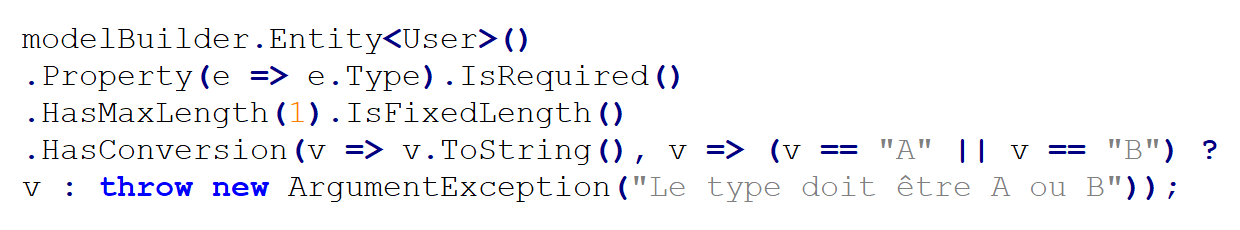 modelBuilder.Entity<User>()
.Property(e => e.Type).IsRequired()
.HasMaxLength(1).IsFixedLength()
.HasConversion(v => v.ToString(), v => (v == "A" || v == "B") ?
v : throw new ArgumentException("Le type doit être A ou B"));